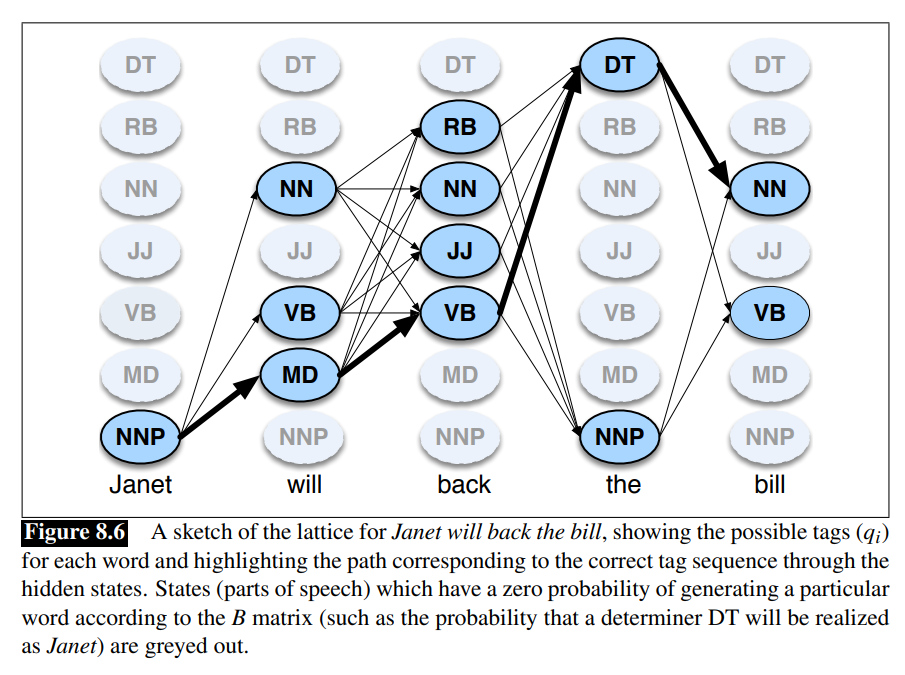 DT DT DT DT DT
RB RB RB RB RB
NN NN NN NN NN
JJ JJ JJ JJ JJ
VB VB VB VB VB
MD MD MD MD MD
NNP NNP NNP NNP NNP
Janet will back the bill
Figure 8.6 A sketch of the lattice for Janet will back the bill, showing the possible tags (qi)
for each word and highlighting the path corresponding to the correct tag sequence through the
hidden states. States (parts of speech) which have a zero probability of generating a particular
word according to the B matrix (such as the probability that a determiner DT will be realized
as Janet) are greyed out.